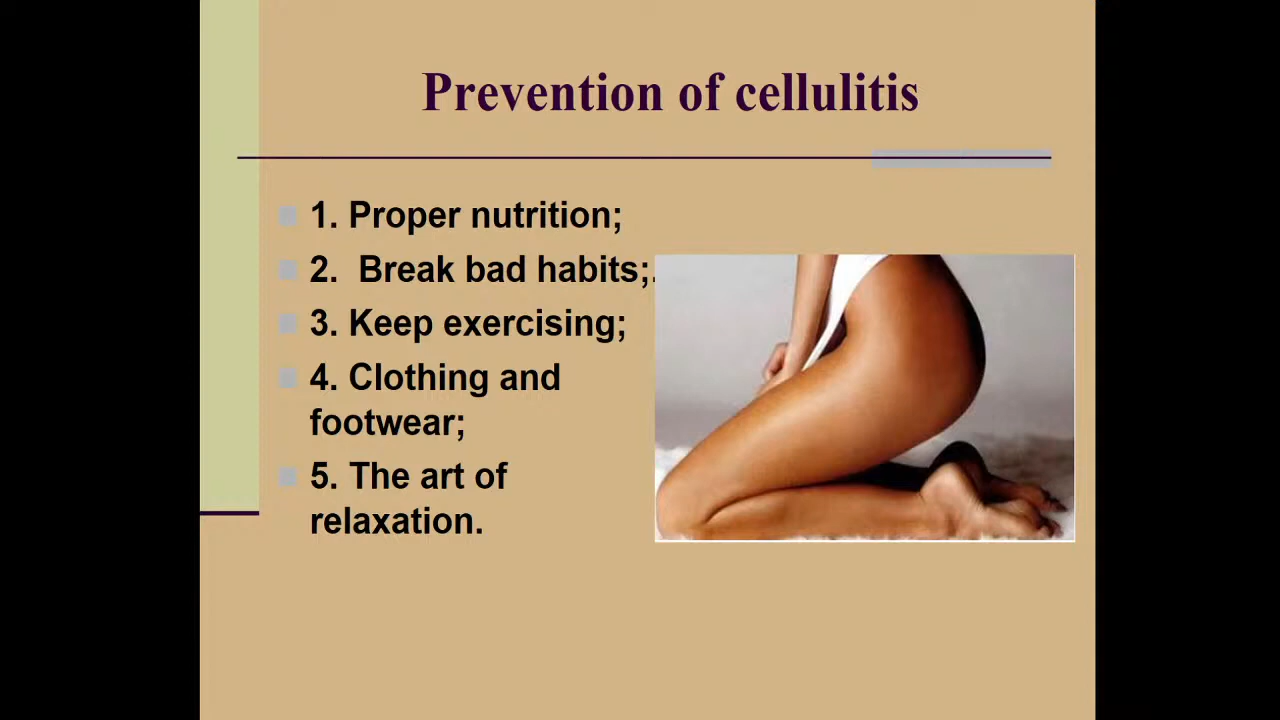 Prevention of cellulitis
1. Proper nutrition;
2.  Break bad habits;.
3. Keep exercising;
4. Clothing and
footwear;
5. The art of
relaxation.